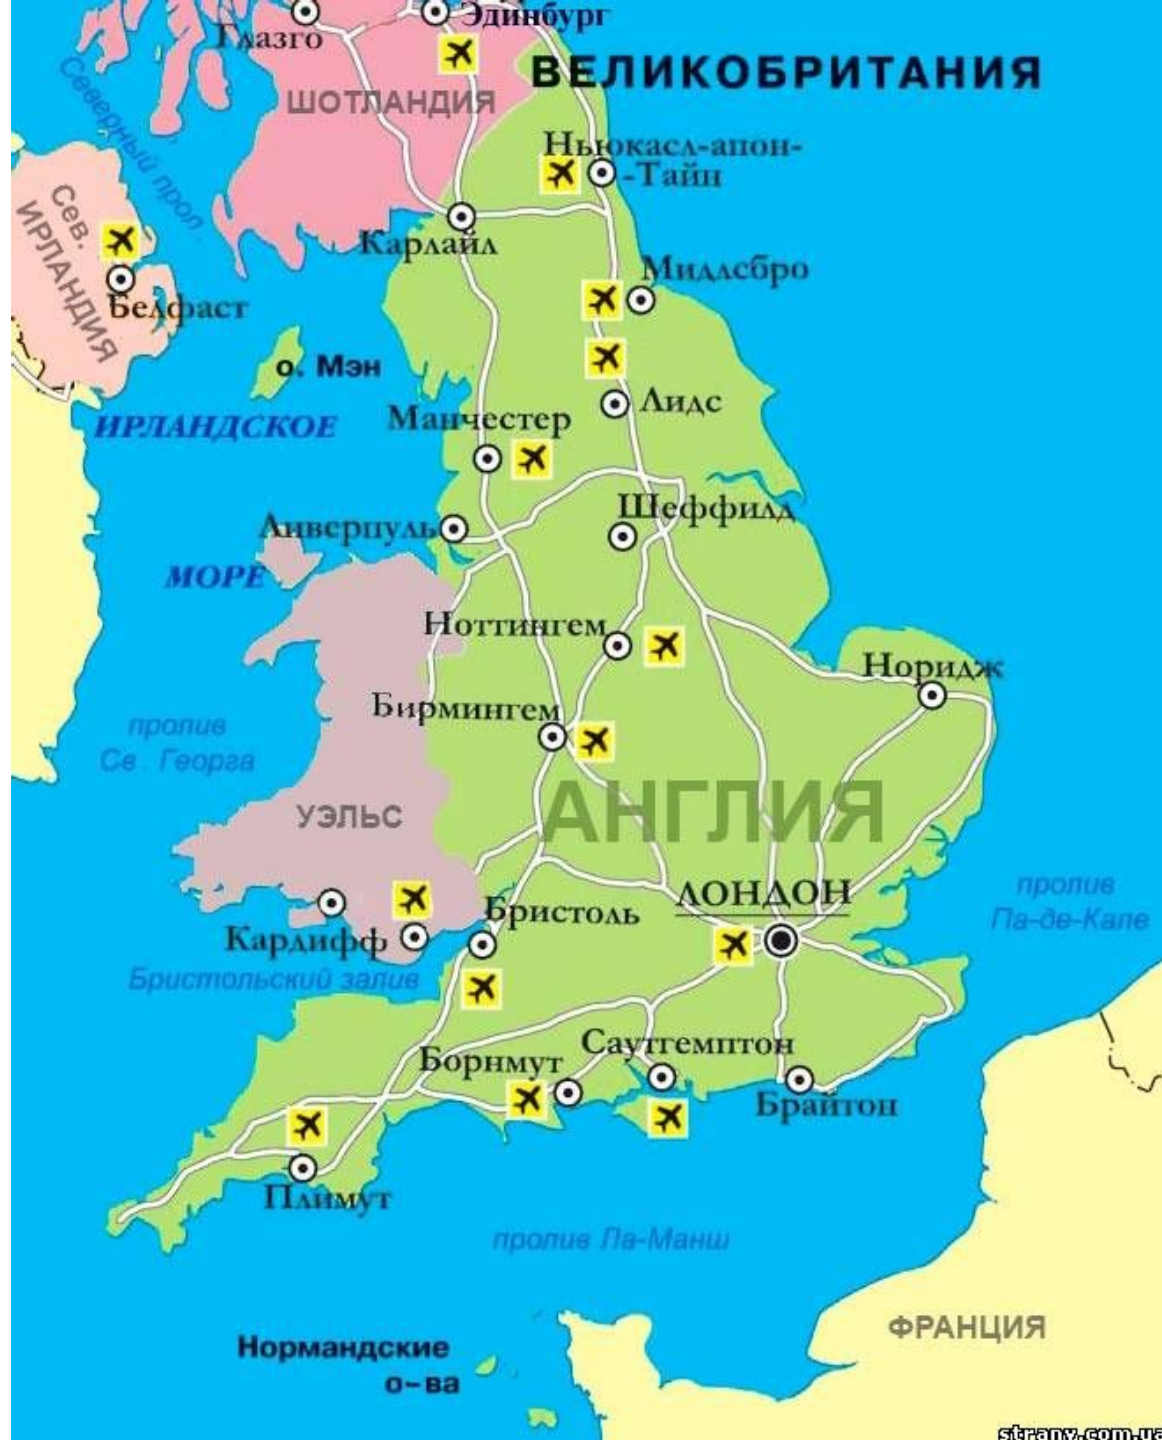 Эдинбург
Глазго
ВЕЛИКОБРИТАНИЯ
Северный прол.
ШОТЛАНДИЯ
Ньюкасл-апон-
-Тайн
Сев.
ИРЛАНДИЯ
Карлайл
Мидлсбро
Белфаст
о. Мэн
Лидс
Манчестер
ИРЛАНДСКОЕ
Шеффилд
Ливерпуль
МОРЕ
Ноттингем
Норидж
Бирмингем
пролив
Св. Георга
УЭЛЬС
АНГЛИЯ
ЛОНДОН
пролив
Па-де-Кале
Бристоль
Кардифф
Бристольский залив
Саутгемптон
Борнмут
Брайтон
Плимут
пролив Ла-Манш
ФРАНЦИЯ
Нормандские
о-ва
strany.com.ua